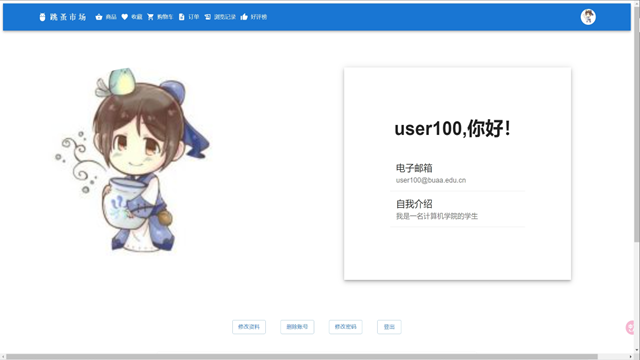 跳蚤市场 商品 收藏 购物车 订单 浏览记录 好评榜
user100,你好!
电子邮箱
user100@buaa.edu.cn
自我介绍
我是一名计算机学院的学生
修改资料 删除账号 修改密码 登出